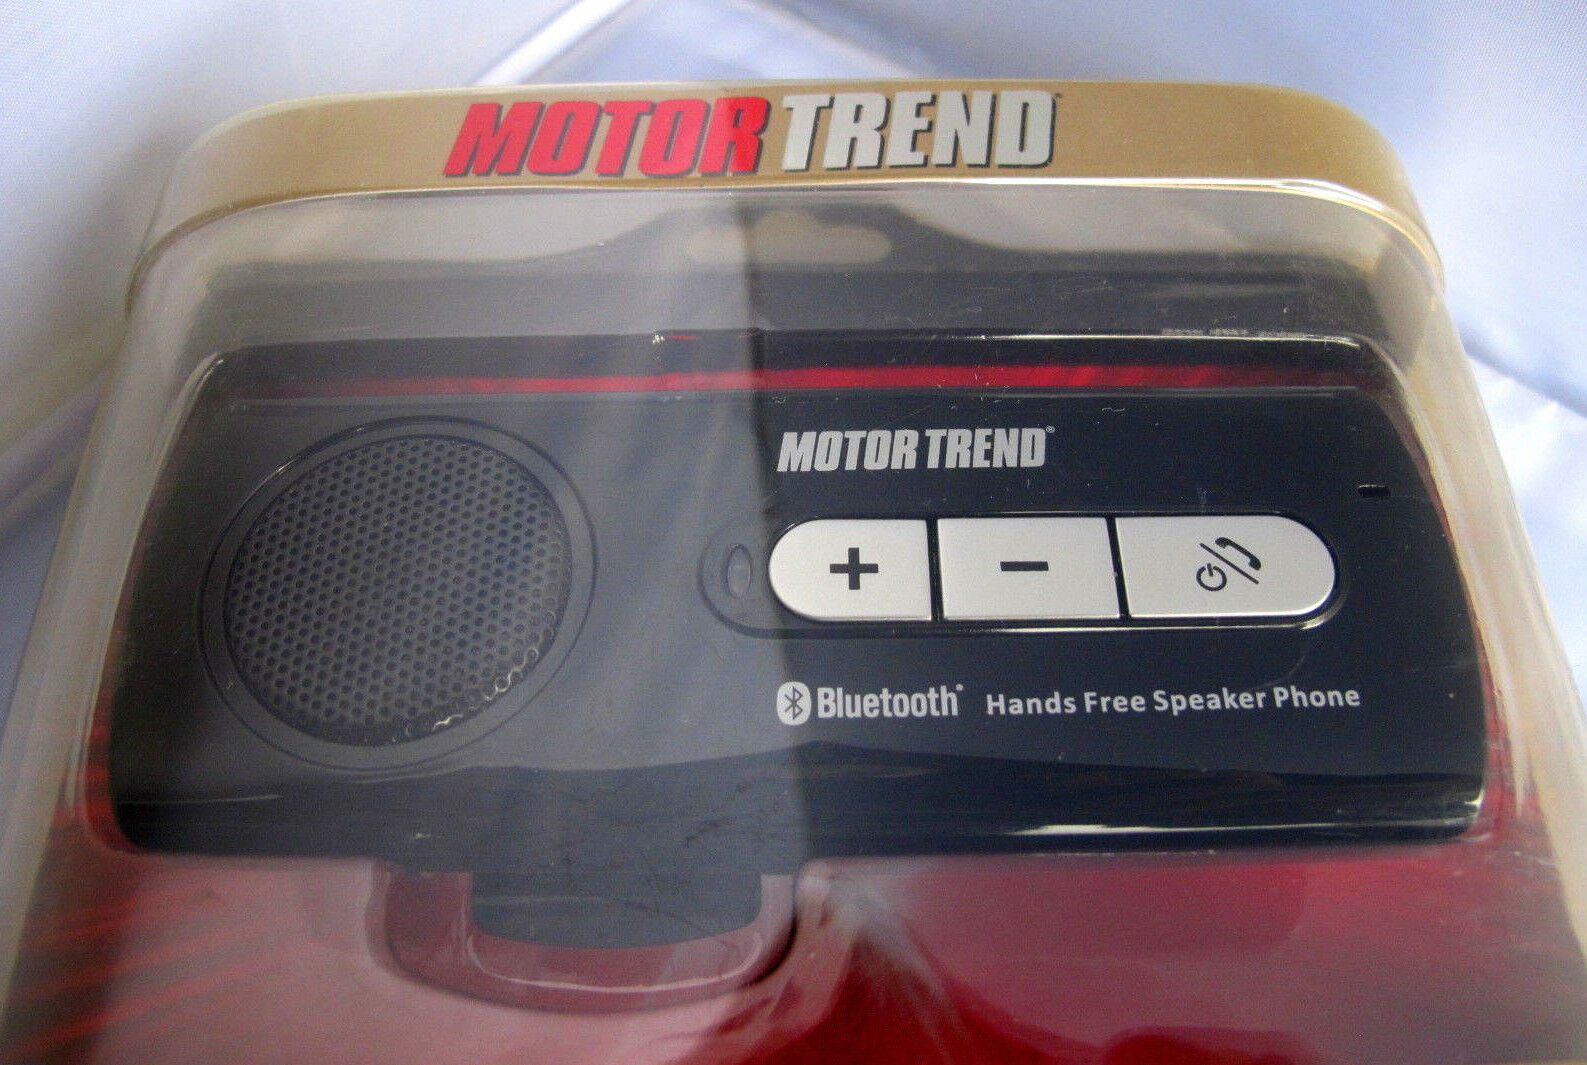 MOTOR TREND
MOTOR TREND®
+ −
Bluetooth® Hands Free Speaker Phone